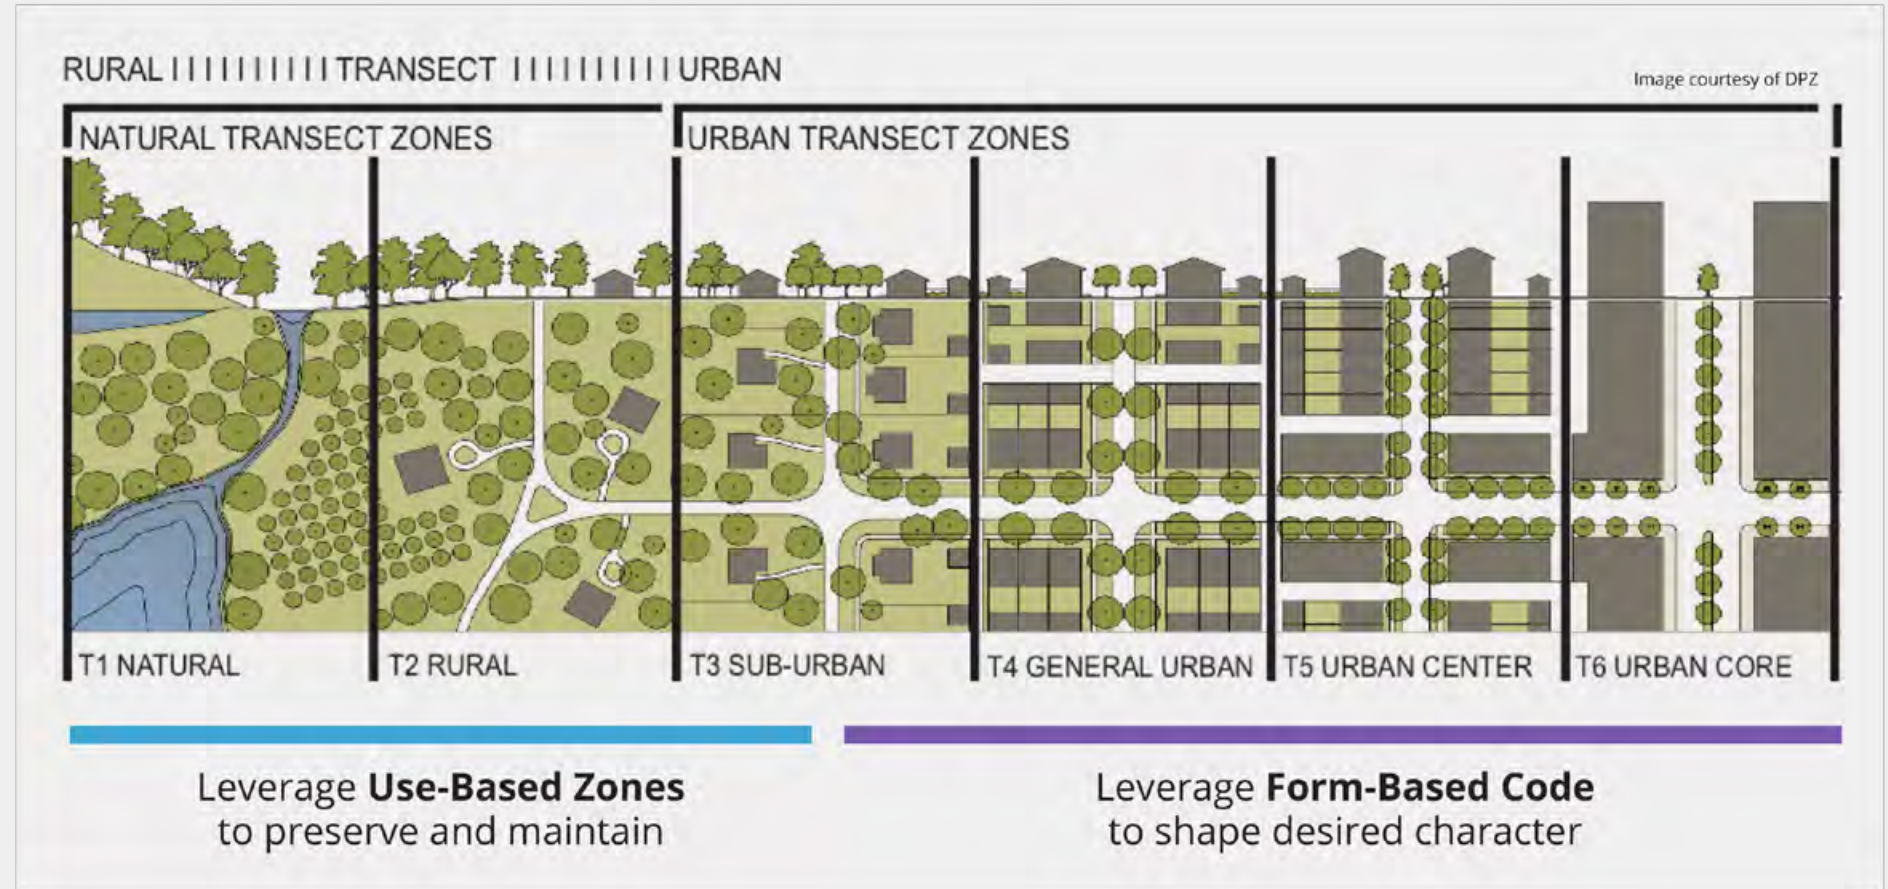 RURAL | | | | | | | | | | TRANSECT | | | | | | | | | | URBAN
Image courtesy of DPZ
NATURAL TRANSECT ZONES
URBAN TRANSECT ZONES
T1 NATURAL
T2 RURAL
T3 SUB-URBAN
T4 GENERAL URBAN
T5 URBAN CENTER
T6 URBAN CORE
Leverage Use-Based Zones
to preserve and maintain
Leverage Form-Based Code
to shape desired character